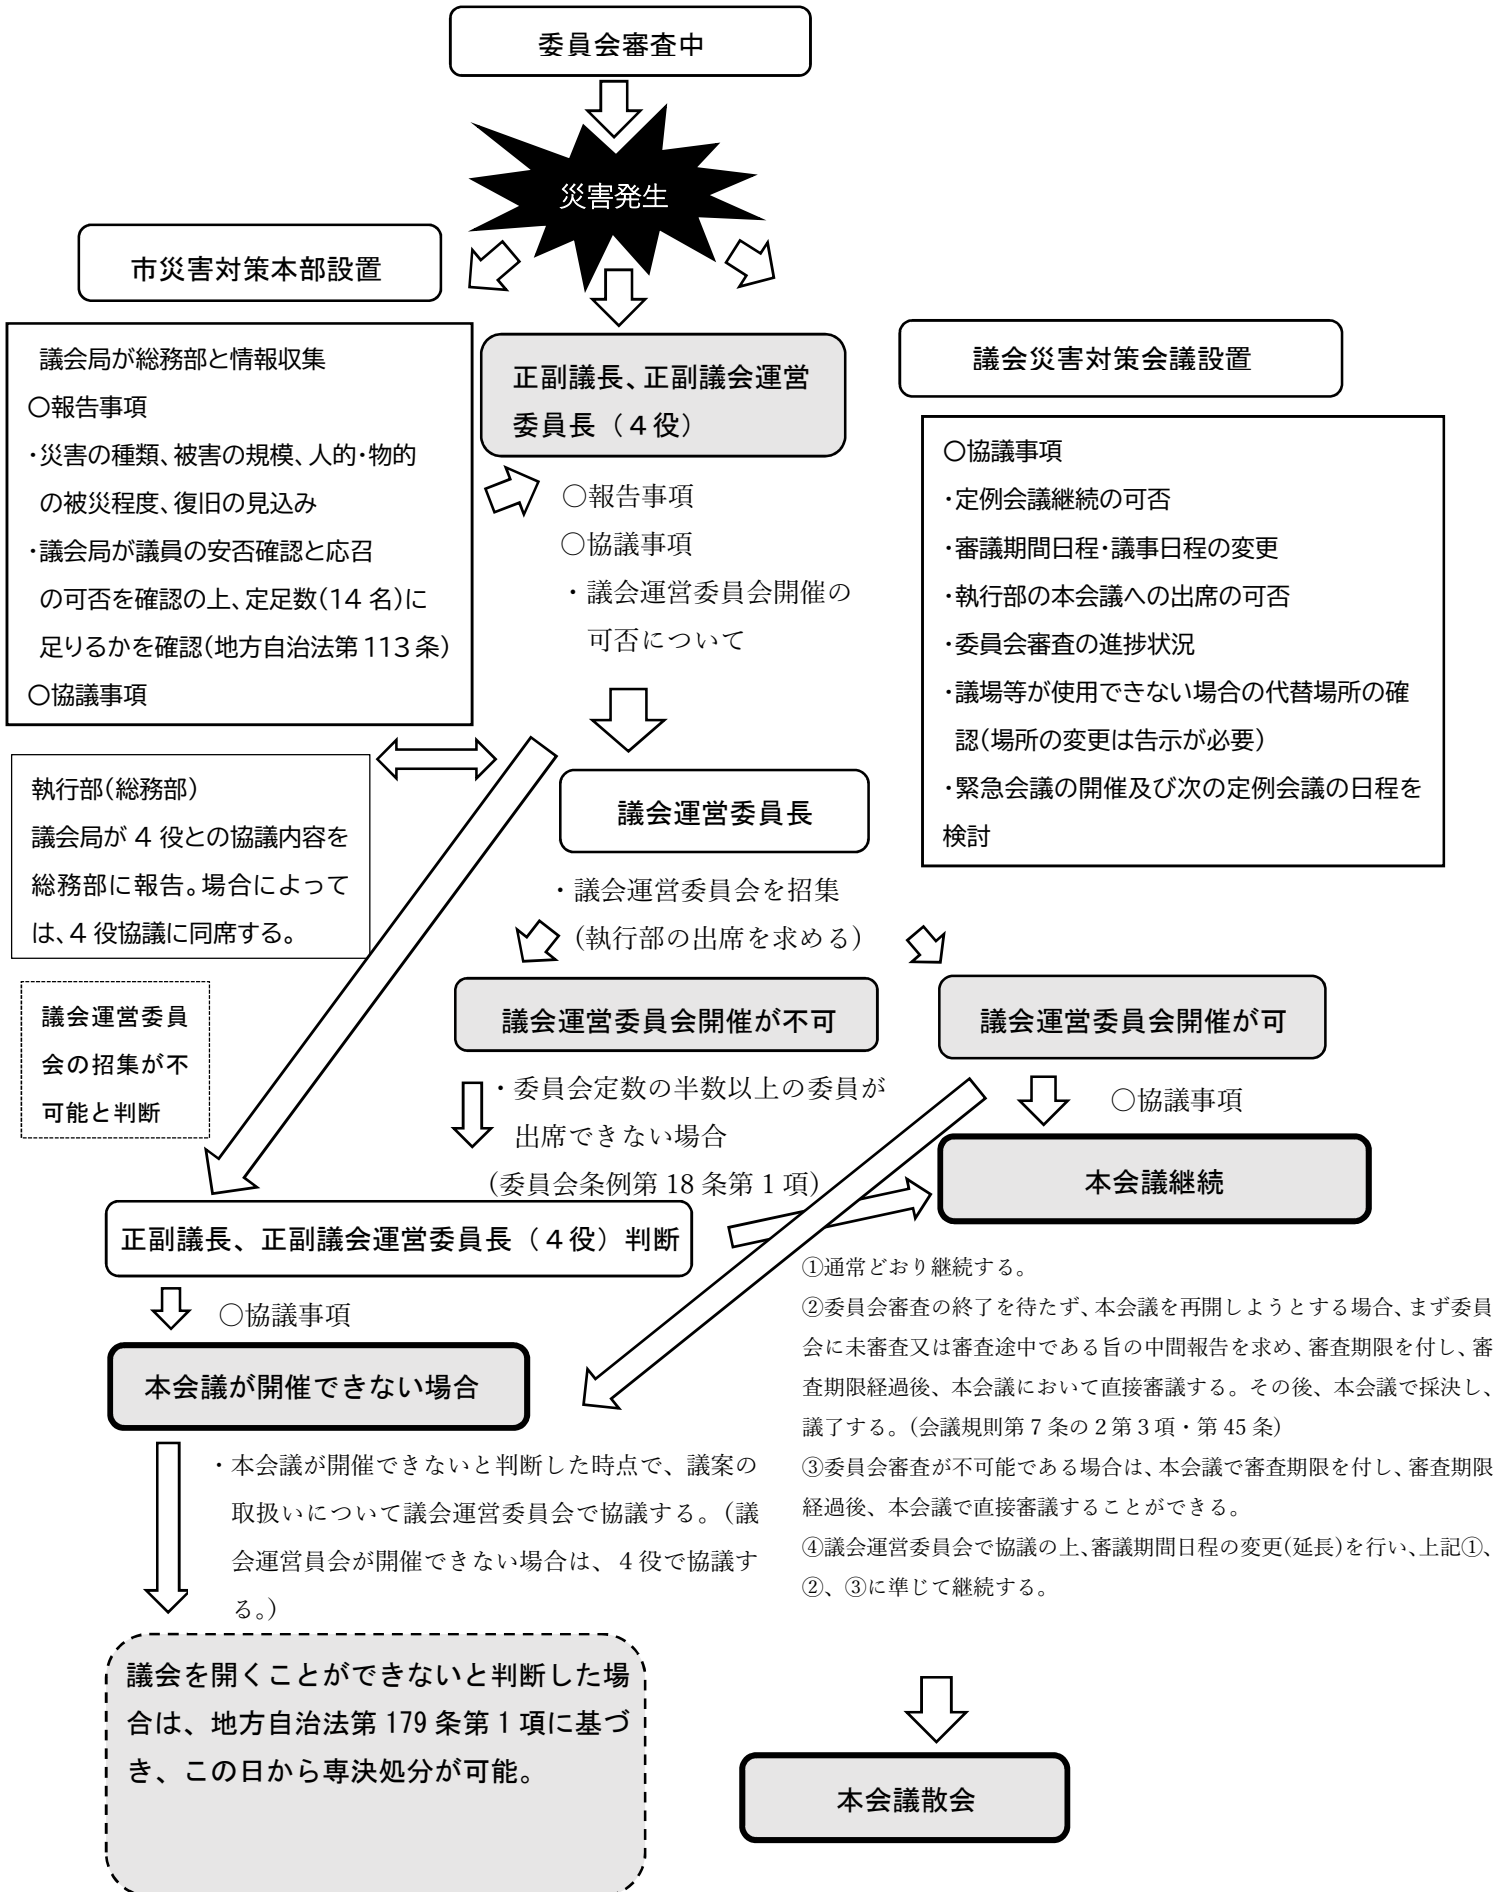 委員会審査中
災害発生
市災害対策本部設置
議会局が総務部と情報収集
〇報告事項
・災害の種類、被害の規模、人的・物的
の被災程度、復旧の見込み
・議会局が議員の安否確認と応召
の可否を確認の上、定足数(14 名)に
足りるかを確認(地方自治法第 113 条)
〇協議事項
正副議長、正副議会運営
委員長（４役）
〇報告事項
〇協議事項
・議会運営委員会開催の
可否について
議会災害対策会議設置
〇協議事項
・定例会議継続の可否
・審議期間日程・議事日程の変更
・執行部の本会議への出席の可否
・委員会審査の進捗状況
・議場等が使用できない場合の代替場所の確
認(場所の変更は告示が必要)
・緊急会議の開催及び次の定例会議の日程を
検討
執行部(総務部)
議会局が 4 役との協議内容を
総務部に報告。場合によって
は、4 役協議に同席する。
議会運営委員長
・議会運営委員会を招集
(執行部の出席を求める)
議会運営委員
会の招集が不
可能と判断
議会運営委員会開催が不可
・委員会定数の半数以上の委員が
出席できない場合
(委員会条例第 18 条第 1 項)
議会運営委員会開催が可
〇協議事項
本会議継続
正副議長、正副議会運営委員長（４役）判断
〇協議事項
本会議が開催できない場合
・本会議が開催できないと判断した時点で、議案の
取扱いについて議会運営委員会で協議する。(議
会運営員会が開催できない場合は、４役で協議す
る。)
議会を開くことができないと判断した場
合は、地方自治法第 179 条第 1 項に基づ
き、この日から専決処分が可能。
①通常どおり継続する。
②委員会審査の終了を待たず、本会議を再開しようとする場合、まず委員
会に未審査又は審査途中である旨の中間報告を求め、審査期限を付し、審
査期限経過後、本会議において直接審議する。その後、本会議で採決し、
議了する。(会議規則第 7 条の 2 第 3 項・第 45 条)
③委員会審査が不可能である場合は、本会議で審査期限を付し、審査期限
経過後、本会議で直接審議することができる。
④議会運営委員会で協議の上、審議期間日程の変更(延長)を行い、上記①、
②、③に準じて継続する。
本会議散会